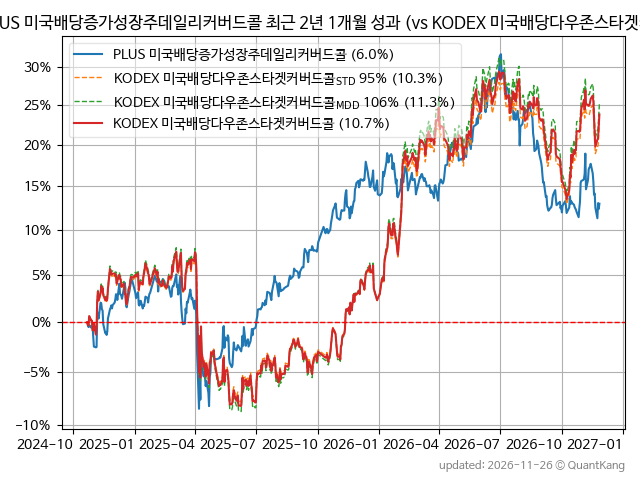 US 미국배당증가성장주데일리커버드콜 최근 2년 1개월 성과 (vs KODEX 미국배당다우존스타겟
PLUS 미국배당증가성장주데일리커버드콜 (6.0%)
KODEX 미국배당다우존스타겟커버드콜STD 95% (10.3%)
KODEX 미국배당다우존스타겟커버드콜MDD 106% (11.3%)
KODEX 미국배당다우존스타겟커버드콜 (10.7%)
30%
25%
20%
15%
10%
5%
0%
−5%
−10%
2024-10 2025-01 2025-04 2025-07 2025-10 2026-01 2026-04 2026-07 2026-10 2027-01
updated: 2026-11-26 © QuantKang